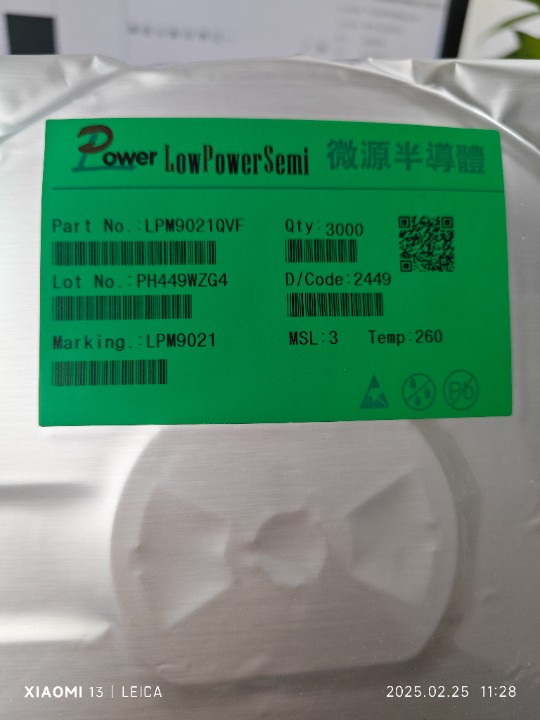 Power LowPowerSemi 微源半導體
Part No.:LPM9021QVF Qty:3000
Lot No.:PH449WZG4 D/Code:2449
Marking.:LPM9021 MSL:3 Temp:260
Pb
XIAOMI 13 | LEICA 2025.02.25 11:28